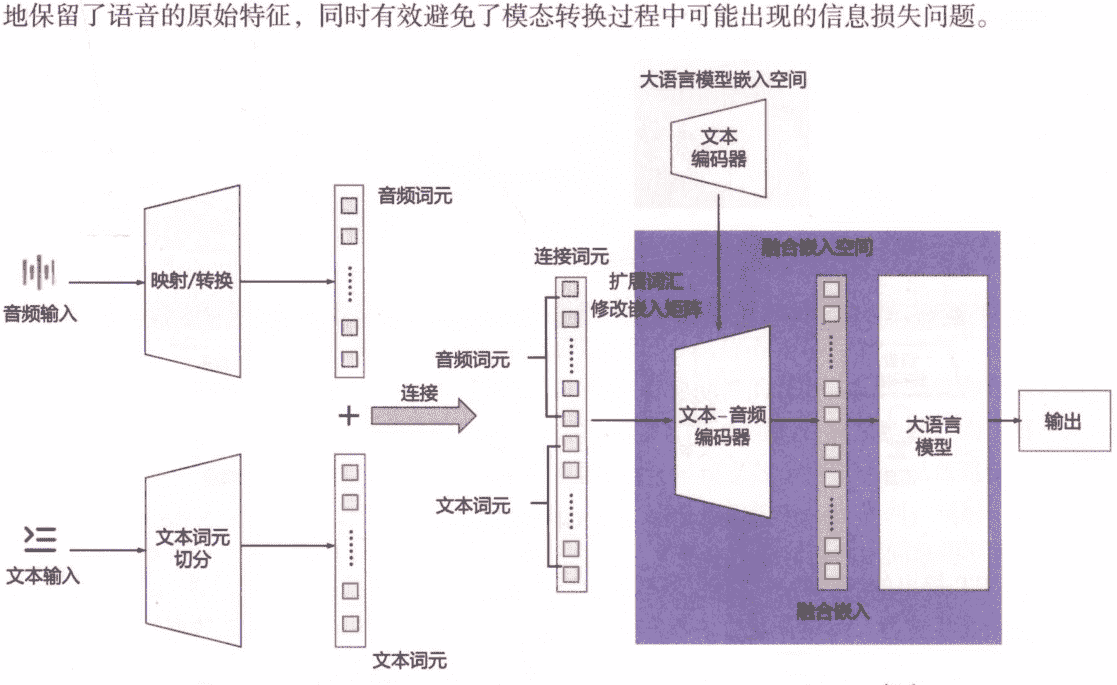 地保留了语音的原始特征，同时有效避免了模态转换过程中可能出现的信息损失问题。
大语言模型嵌入空间
文本
编码器
音频词元
融合嵌入空间
连接词元
映射/转换
扩展词汇
音频输入
修改嵌入矩阵
音频词元
连接
文本-音频
编码器
大语言
模型
输出
文本词元
文本词元
切分
文本输入
融合嵌入
文本词元